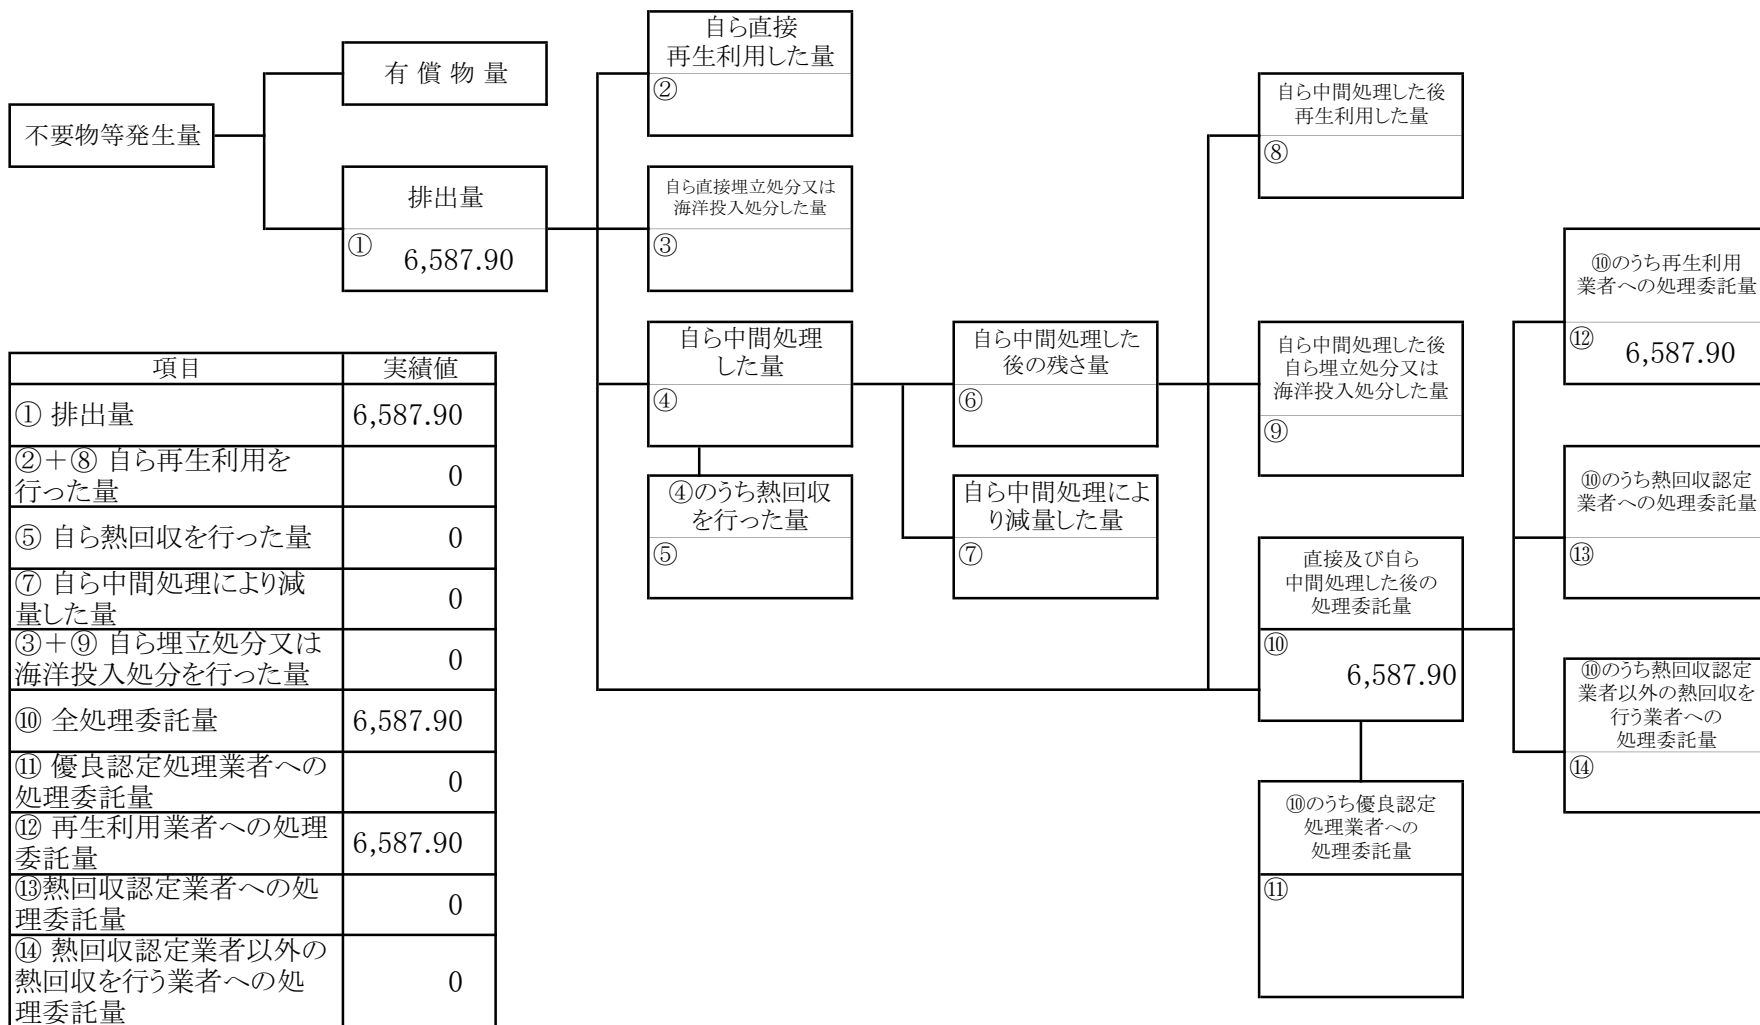 不要物等発生量
有 償 物 量
排出量
①
6,587.90
自ら直接
再生利用した量
②
自ら直接埋立処分又は
海洋投入処分した量
③
自ら中間処理
した量
④
④のうち熱回収
を行った量
⑤
自ら中間処理した
後の残さ量
⑥
自ら中間処理によ
り減量した量
⑦
自ら中間処理した後
再生利用した量
⑧
自ら中間処理した後
自ら埋立処分又は
海洋投入処分した量
⑨
直接及び自ら
中間処理した後の
処理委託量
⑩
6,587.90
⑩のうち優良認定
処理業者への
処理委託量
⑪
⑩のうち再生利用
業者への処理委託量
⑫
6,587.90
⑩のうち熱回収認定
業者への処理委託量
⑬
⑩のうち熱回収認定
業者以外の熱回収を
行う業者への
処理委託量
⑭
項目 実績値
① 排出量 6,587.90
②＋⑧ 自ら再生利用を
行った量 0
⑤ 自ら熱回収を行った量 0
⑦ 自ら中間処理により減
量した量 0
③＋⑨ 自ら埋立処分又は
海洋投入処分を行った量 0
⑩ 全処理委託量 6,587.90
⑪ 優良認定処理業者への
処理委託量 0
⑫ 再生利用業者への処理
委託量 6,587.90
⑬熱回収認定業者への処
理委託量 0
⑭ 熱回収認定業者以外の
熱回収を行う業者への処 0
理委託量